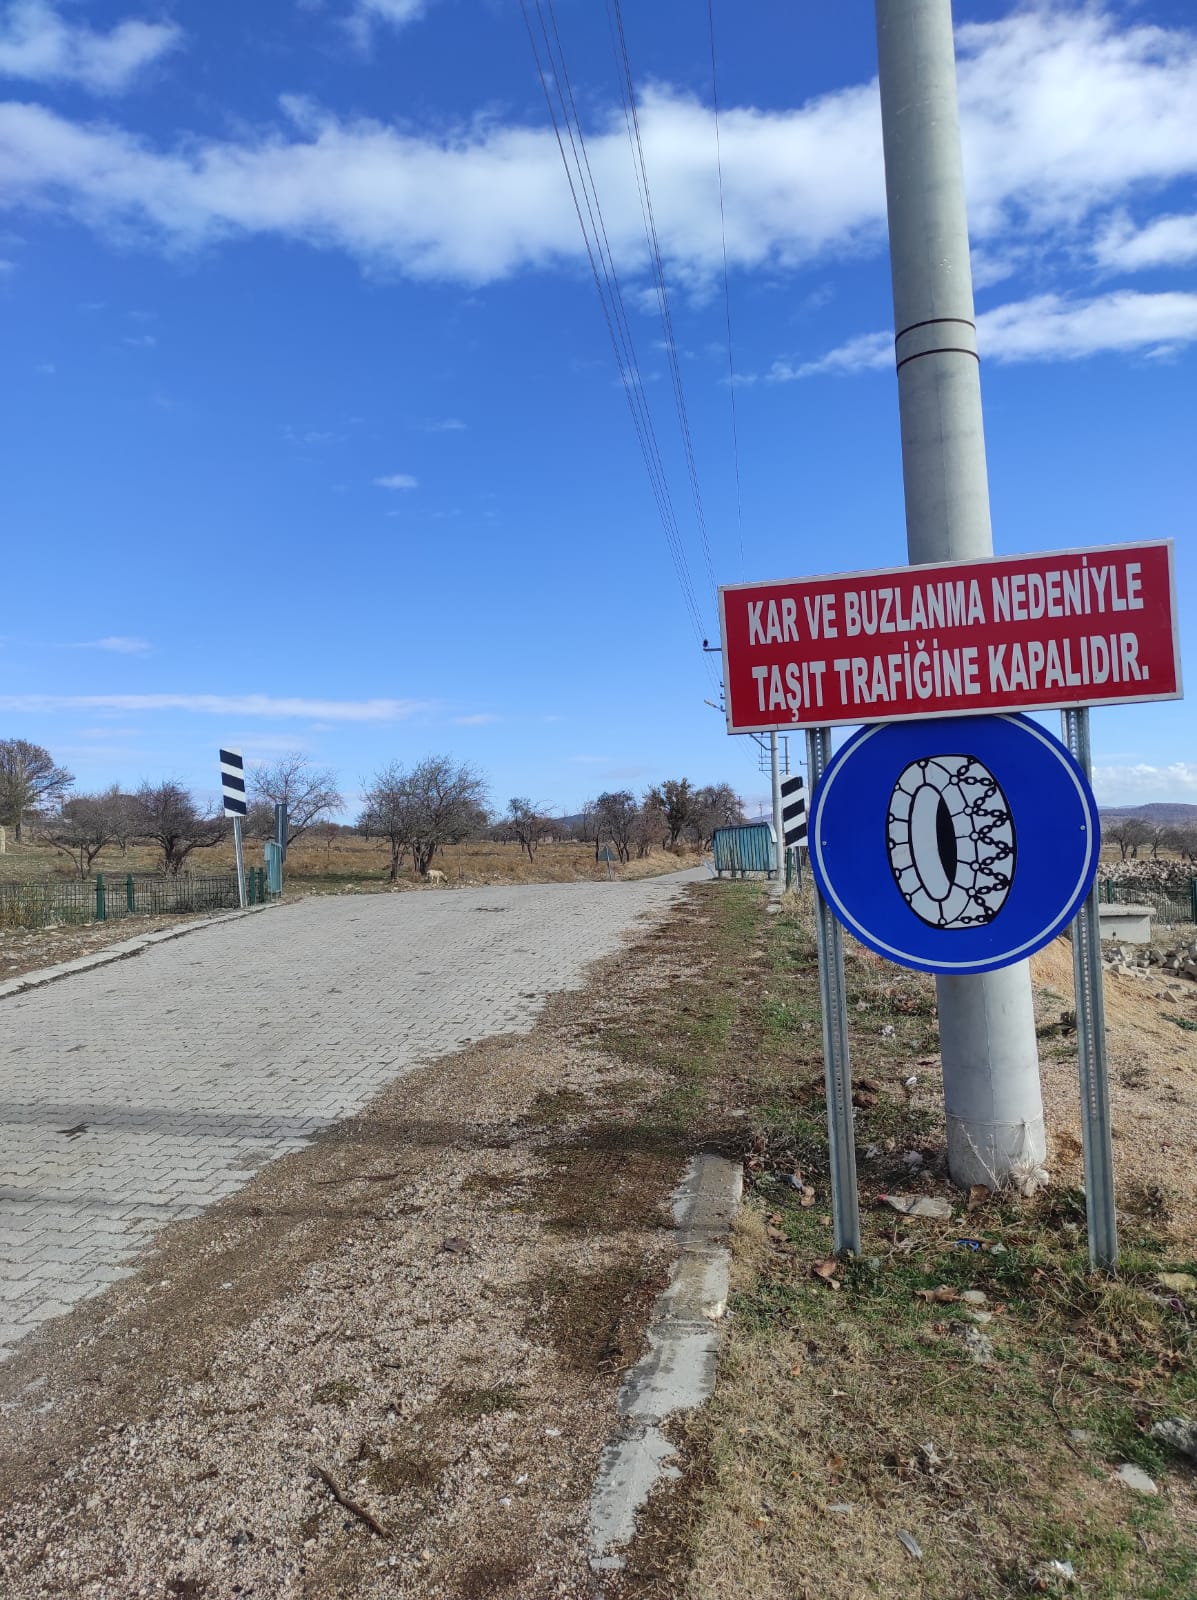 KAR VE BUZLANMA NEDENİYLE
TAŞIT TRAFİĞİNE KAPALIDIR.